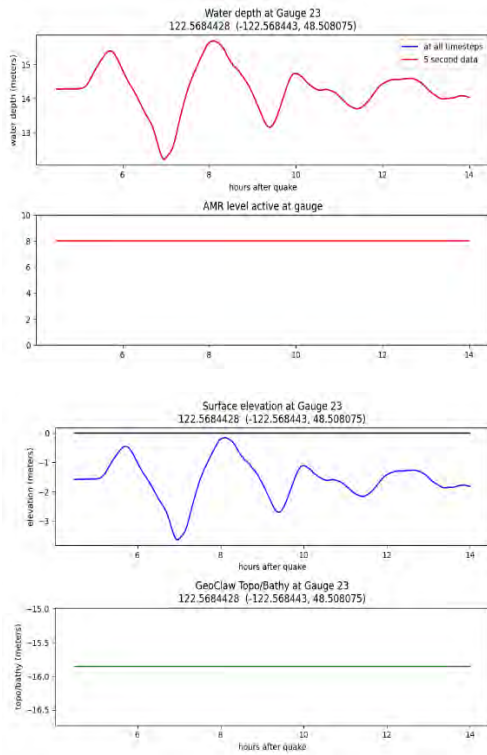 Water depth at Gauge 23
122.5684428 (-122.568443, 48.508075)
at all timesteps
5 second data
water depth (meters)
15
14
13
6 8 10 12 14
hours after quake
AMR level active at gauge
10
8
6
4
2
0
6 8 10 12 14
Surface elevation at Gauge 23
122.5684428 (-122.568443, 48.508075)
elevation (meters)
0
−1
−2
−3
6 8 10 12 14
hours after quake
GeoClaw Topo/Bathy at Gauge 23
122.5684428 (-122.568443, 48.508075)
topo/bathy (meters)
−15.0
−15.5
−16.0
−16.5
6 8 10 12 14
hours after quake